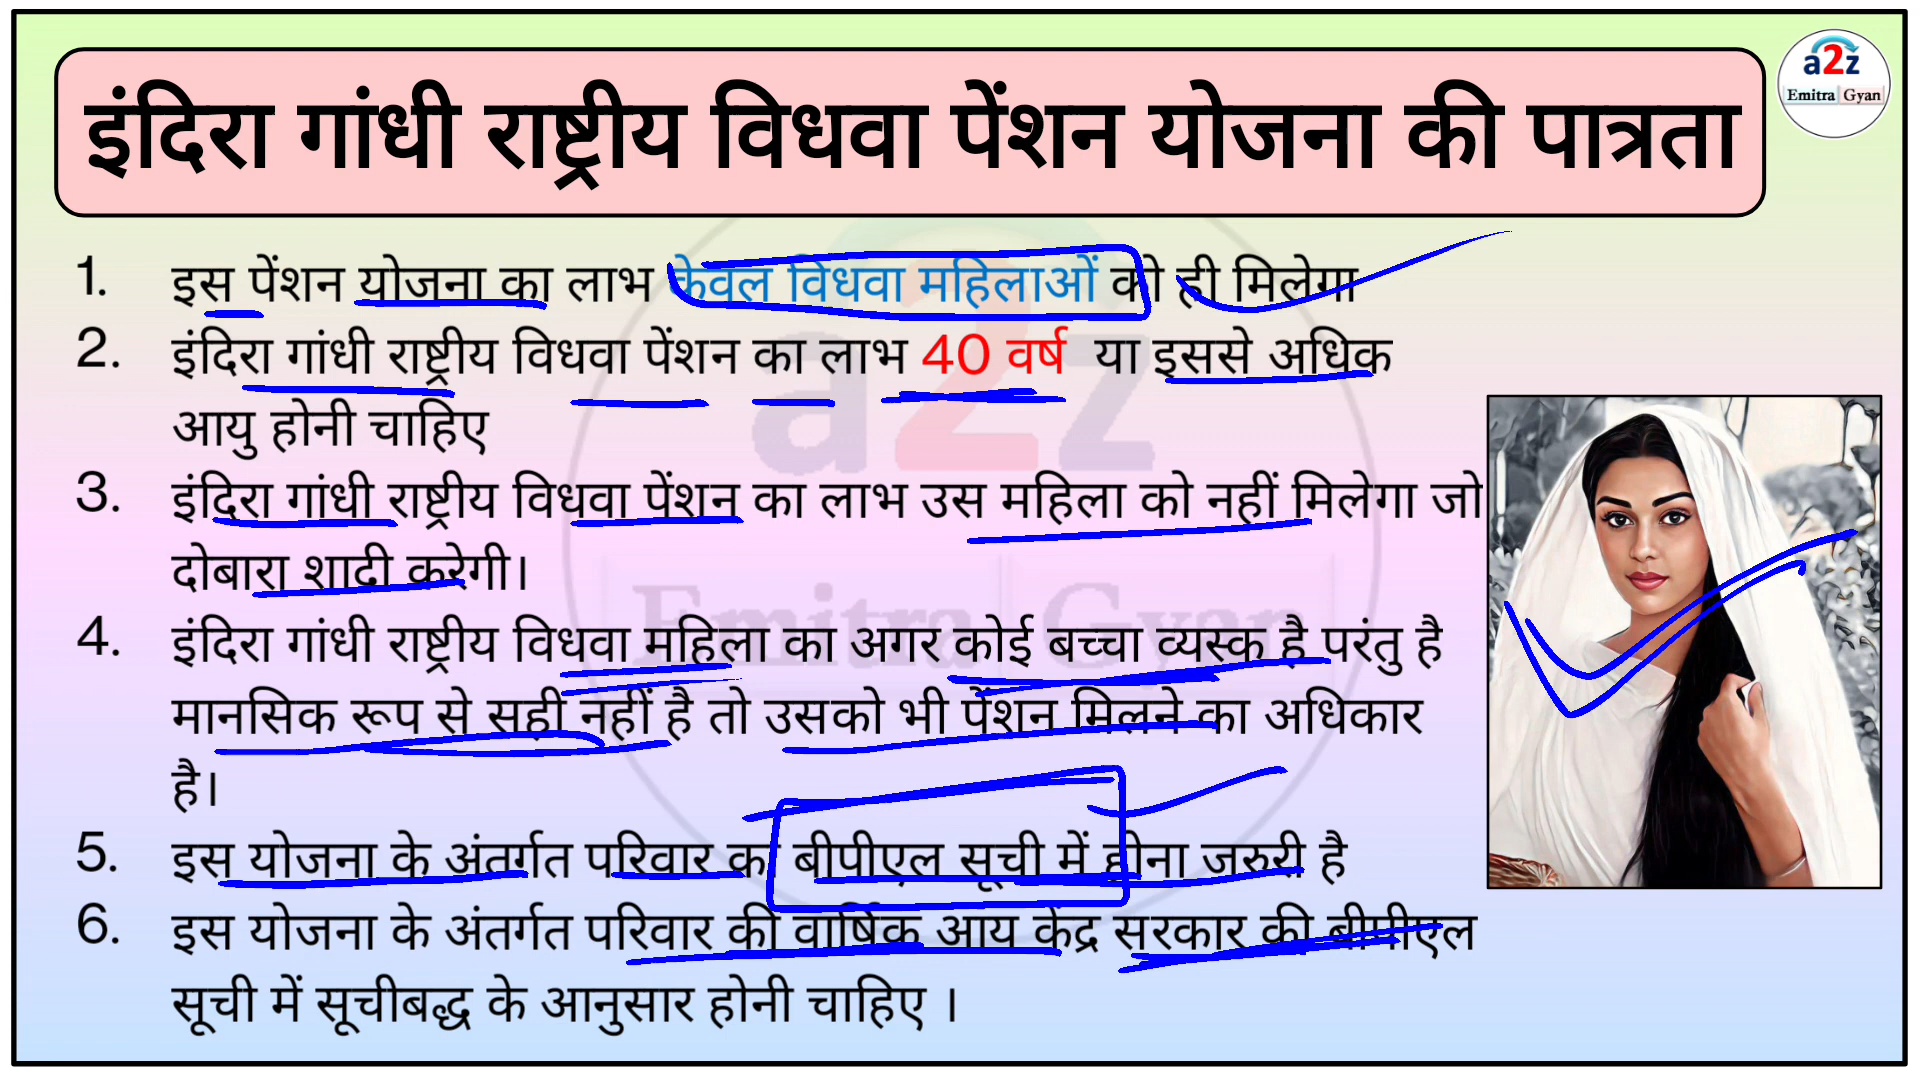 इंदिरा गांधी राष्ट्रीय विधवा पेंशन योजना की पात्रता
a2z
Emitra Gyan
1. इस पेंशन योजना का लाभ केवल विधवा महिलाओं को ही मिलेगा
2. इंदिरा गांधी राष्ट्रीय विधवा पेंशन का लाभ 40 वर्ष या इससे अधिक
आयु होनी चाहिए
3. इंदिरा गांधी राष्ट्रीय विधवा पेंशन का लाभ उस महिला को नहीं मिलेगा जो
दोबारा शादी करेगी।
4. इंदिरा गांधी राष्ट्रीय विधवा महिला का अगर कोई बच्चा व्यस्क है परंतु है
मानसिक रूप से सही नहीं है तो उसको भी पेंशन मिलने का अधिकार
है।
5. इस योजना के अंतर्गत परिवार का बीपीएल सूची में होना जरुरी है
6. इस योजना के अंतर्गत परिवार की वार्षिक आय केंद्र सरकार की बीपीएल
सूची में सूचीबद्ध के आनुसार होनी चाहिए ।
a2z
Emitra Gyan